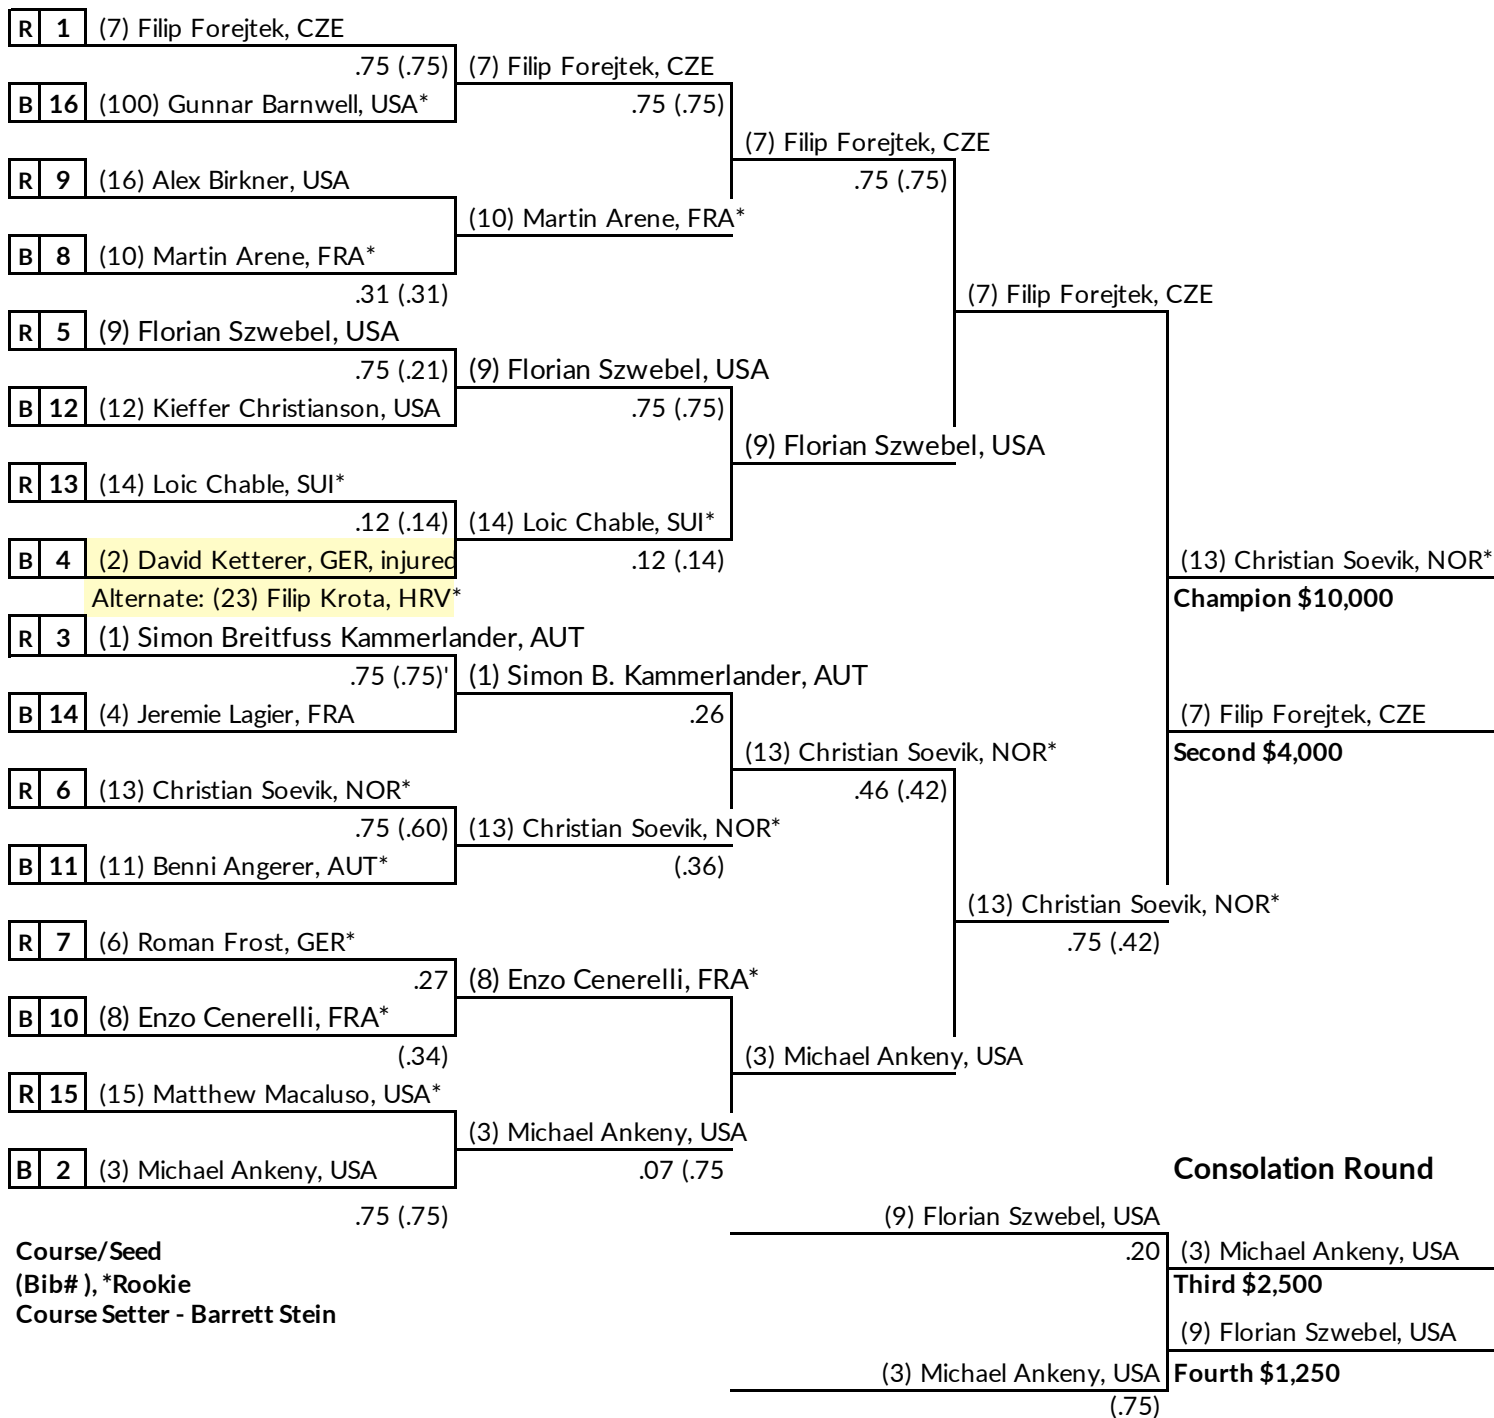 R 1 (7) Filip Forejtek, CZE
.75 (.75) (7) Filip Forejtek, CZE
B 16 (100) Gunnar Barnwell, USA* .75 (.75)
(7) Filip Forejtek, CZE
R 9 (16) Alex Birkner, USA .75 (.75)
(10) Martin Arene, FRA*
B 8 (10) Martin Arene, FRA*
.31 (.31) (7) Filip Forejtek, CZE
R 5 (9) Florian Szwebel, USA
.75 (.21) (9) Florian Szwebel, USA
B 12 (12) Kieffer Christianson, USA .75 (.75)
(9) Florian Szwebel, USA
R 13 (14) Loic Chable, SUI*
.12 (.14) (14) Loic Chable, SUI*
B 4 (2) David Ketterer, GER, injured .12 (.14) (13) Christian Soevik, NOR*
Alternate: (23) Filip Krota, HRV* Champion $10,000
R 3 (1) Simon Breitfuss Kammerlander, AUT
.75 (.75)' (1) Simon B. Kammerlander, AUT
B 14 (4) Jeremie Lagier, FRA .26 (7) Filip Forejtek, CZE
(13) Christian Soevik, NOR* Second $4,000
R 6 (13) Christian Soevik, NOR* .46 (.42)
.75 (.60) (13) Christian Soevik, NOR*
B 11 (11) Benni Angerer, AUT* (.36)
(13) Christian Soevik, NOR*
R 7 (6) Roman Frost, GER* .75 (.42)
.27 (8) Enzo Cenerelli, FRA*
B 10 (8) Enzo Cenerelli, FRA*
(.34) (3) Michael Ankeny, USA
R 15 (15) Matthew Macaluso, USA*
(3) Michael Ankeny, USA
B 2 (3) Michael Ankeny, USA .07 (.75 Consolation Round
.75 (.75) (9) Florian Szwebel, USA
Course/Seed .20 (3) Michael Ankeny, USA
(Bib# ), *Rookie Third $2,500
Course Setter - Barrett Stein
(9) Florian Szwebel, USA
(3) Michael Ankeny, USA Fourth $1,250
(.75)